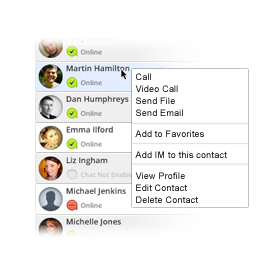 Online
Martin Hamilton
Online
Call
Video Call
Send File
Send Email
Add to Favorites
Add IM to this contact
View Profile
Edit Contact
Delete Contact
Dan Humphreys
Online
Emma Ilford
Online
Liz Ingham
Chat Not Enable
Michael Jenkins
Online
Michelle Jones
Online